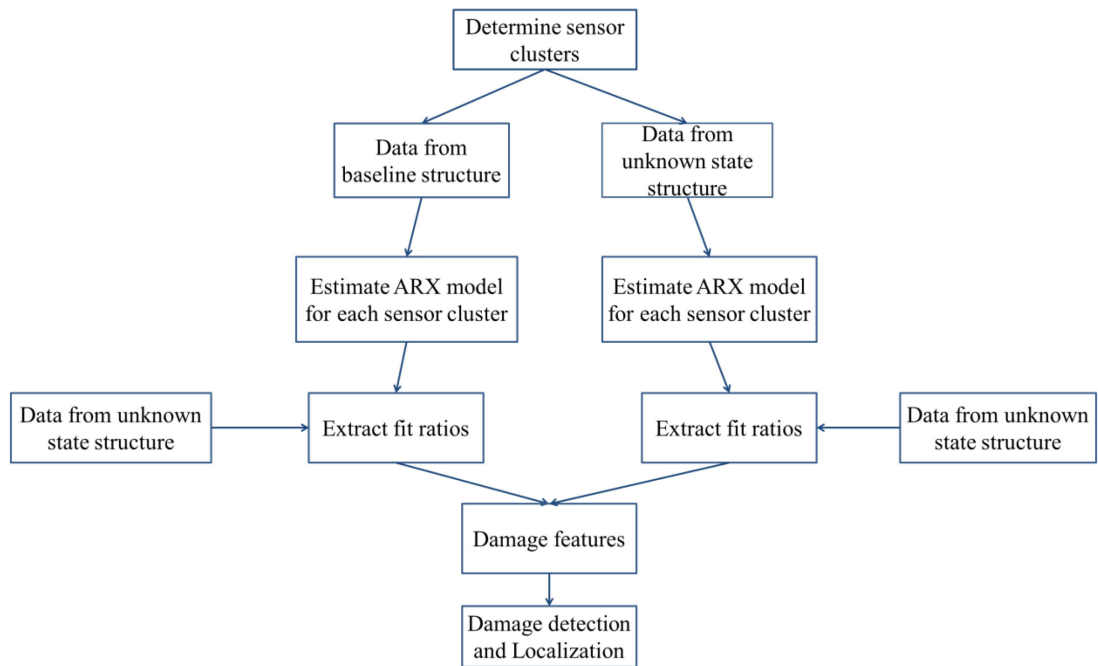 Determine sensor
clusters
Data from
baseline structure
Data from
unknown state
structure
Estimate ARX model
for each sensor cluster
Estimate ARX model
for each sensor cluster
Data from unknown
state structure
Extract fit ratios
Extract fit ratios
Data from unknown
state structure
Damage features
Damage detection
and Localization